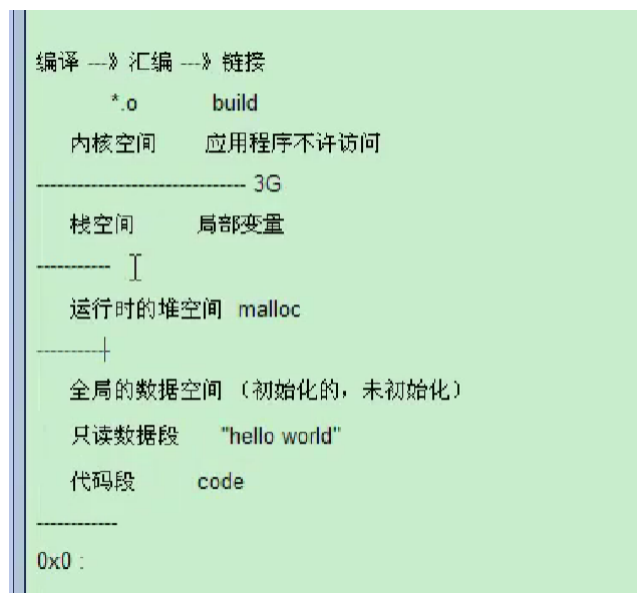 编译 ---》 汇编 ---》 链接
*.o build
内核空间 应用程序不许访问
------------------------------ 3G
栈空间 局部变量
-----------
运行时的堆空间 malloc
---------
全局的数据空间 （初始化的，未初始化）
只读数据段 "hello world"
代码段 code
------------
0x0 :